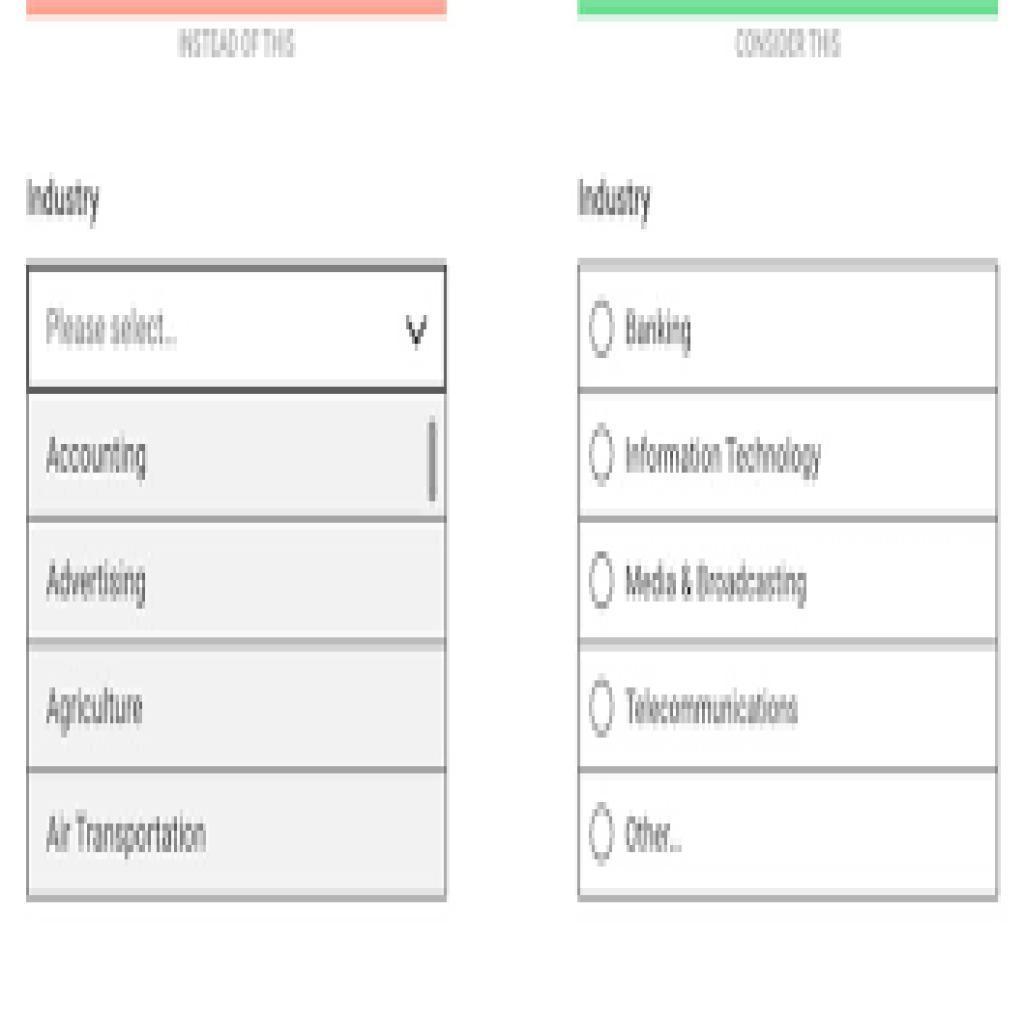 INSTEAD OF THIS
Industry
Please select...
Accounting
Advertising
Agriculture
Air Transportation
CONSIDER THIS
Industry
Banking
Information Technology
Media & Broadcasting
Telecommunications
Other...